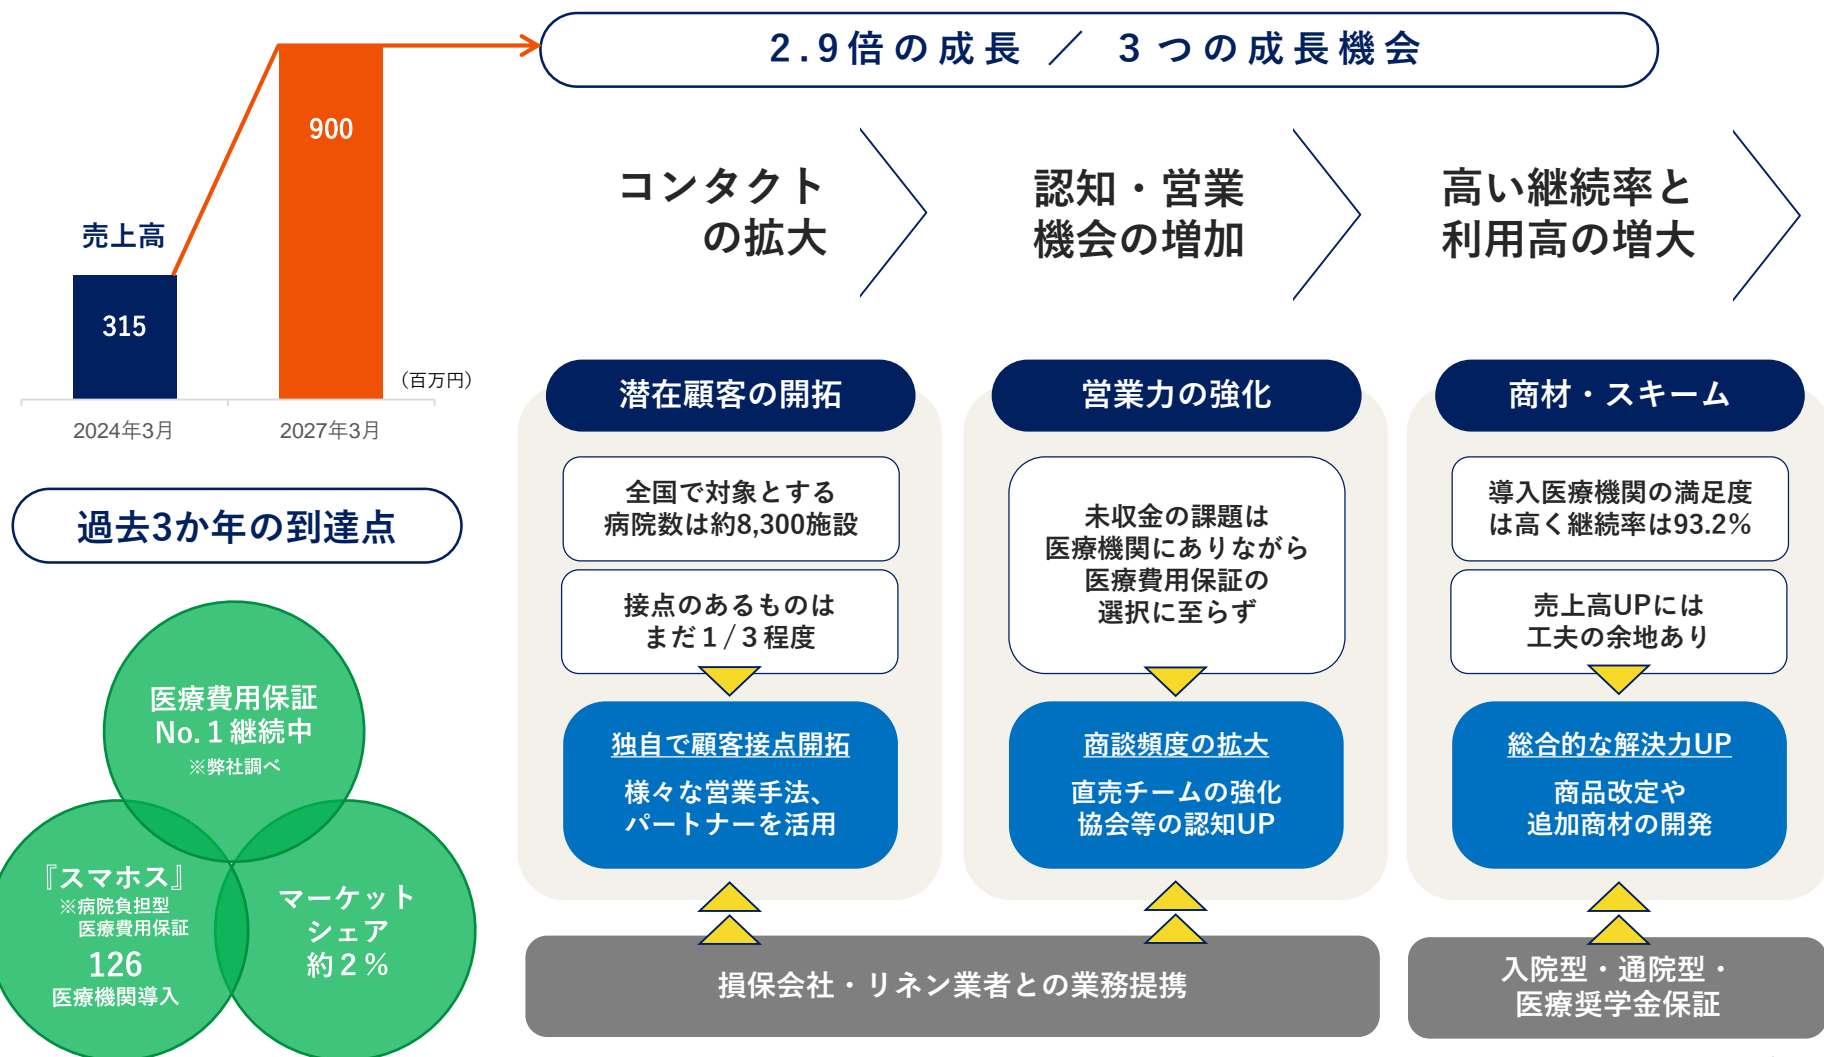 2.9倍の成長 ／ 3つの成長機会
売上高
315
900
（百万円）
2024年3月
2027年3月
過去3か年の到達点
医療費用保証
No.1継続中
※弊社調べ
『スマホス』
※病院負担型
医療費用保証
126
医療機関導入
マーケット
シェア
約2%
コンタクト
の拡大
認知・営業
機会の増加
高い継続率と
利用高の増大
潜在顧客の開拓
全国で対象とする
病院数は約8,300施設
接点のあるものは
まだ1/3程度
独自で顧客接点開拓
様々な営業手法、
パートナーを活用
営業力の強化
未収金の課題は
医療機関にありながら
医療費用保証の
選択に至らず
商談頻度の拡大
直売チームの強化
協会等の認知UP
商材・スキーム
導入医療機関の満足度
は高く継続率は93.2%
売上高UPには
工夫の余地あり
総合的な解決力UP
商品改定や
追加商材の開発
損保会社・リネン業者との業務提携
入院型・通院型・
医療奨学金保証